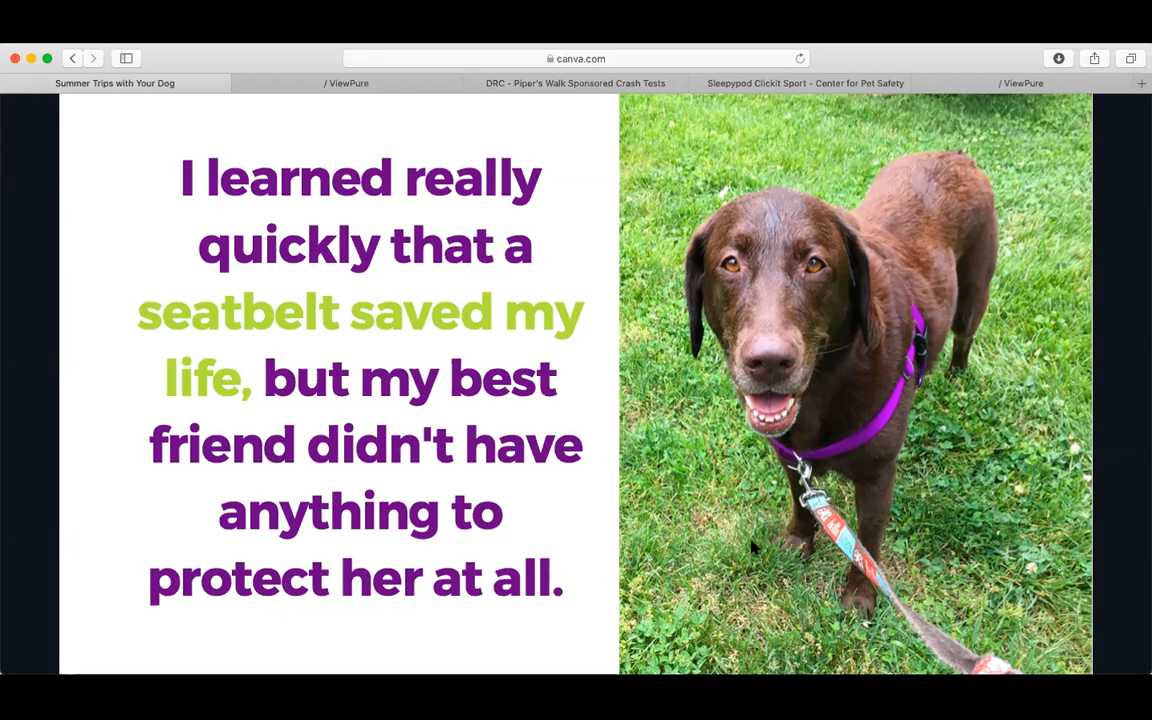 canva.com
Summer Trips with Your Dog
/ ViewPure
DRC - Piper's Walk Sponsored Crash Tests
Sleepypod Clickit Sport - Center for Pet Safety
/ ViewPure
I learned really
quickly that a
seatbelt saved my
life, but my best
friend didn't have
anything to
protect her at all.